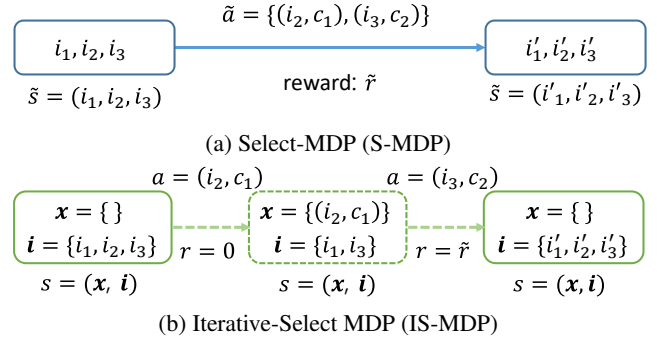 ã = {(i₂, c₁), (i₃, c₂)}
i₁, i₂, i₃ i′₁, i′₂, i′₃
reward: r̃
s̃ = (i₁, i₂, i₃) s̃ = (i′₁, i′₂, i′₃)
(a) Select-MDP (S-MDP)
a = (i₂, c₁) a = (i₃, c₂)
x = { } x = {(i₂, c₁)} x = { }
i = {i₁, i₂, i₃} r = 0 i = {i₁, i₃} r = r̃ i = {i′₁, i′₂, i′₃}
s = (x, i) s = (x, i) s = (x, i)
(b) Iterative-Select MDP (IS-MDP)